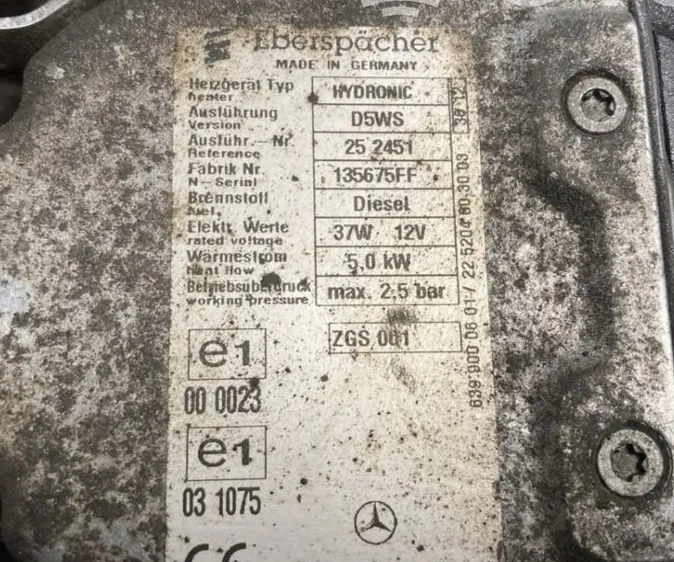 Eberspächer
MADE IN GERMANY
Heizgerät Typ
heater
HYDRONIC
Ausführung
Version
D5WS
Ausführ.-Nr.
Reference
25 2451
Fabrik Nr.
N-Serial
135675FF
Brennstoff
fuel
Diesel
Elektr. Werte
rated voltage
37W 12V
Wärmestrom
heat flow
5,0 kW
Betriebsüberdruck
working pressure
max. 2,5 bar
ZGS 001
e1
00 0023
e1
03 1075
CE
639 900 06 01 / 22 5204 60 30 03